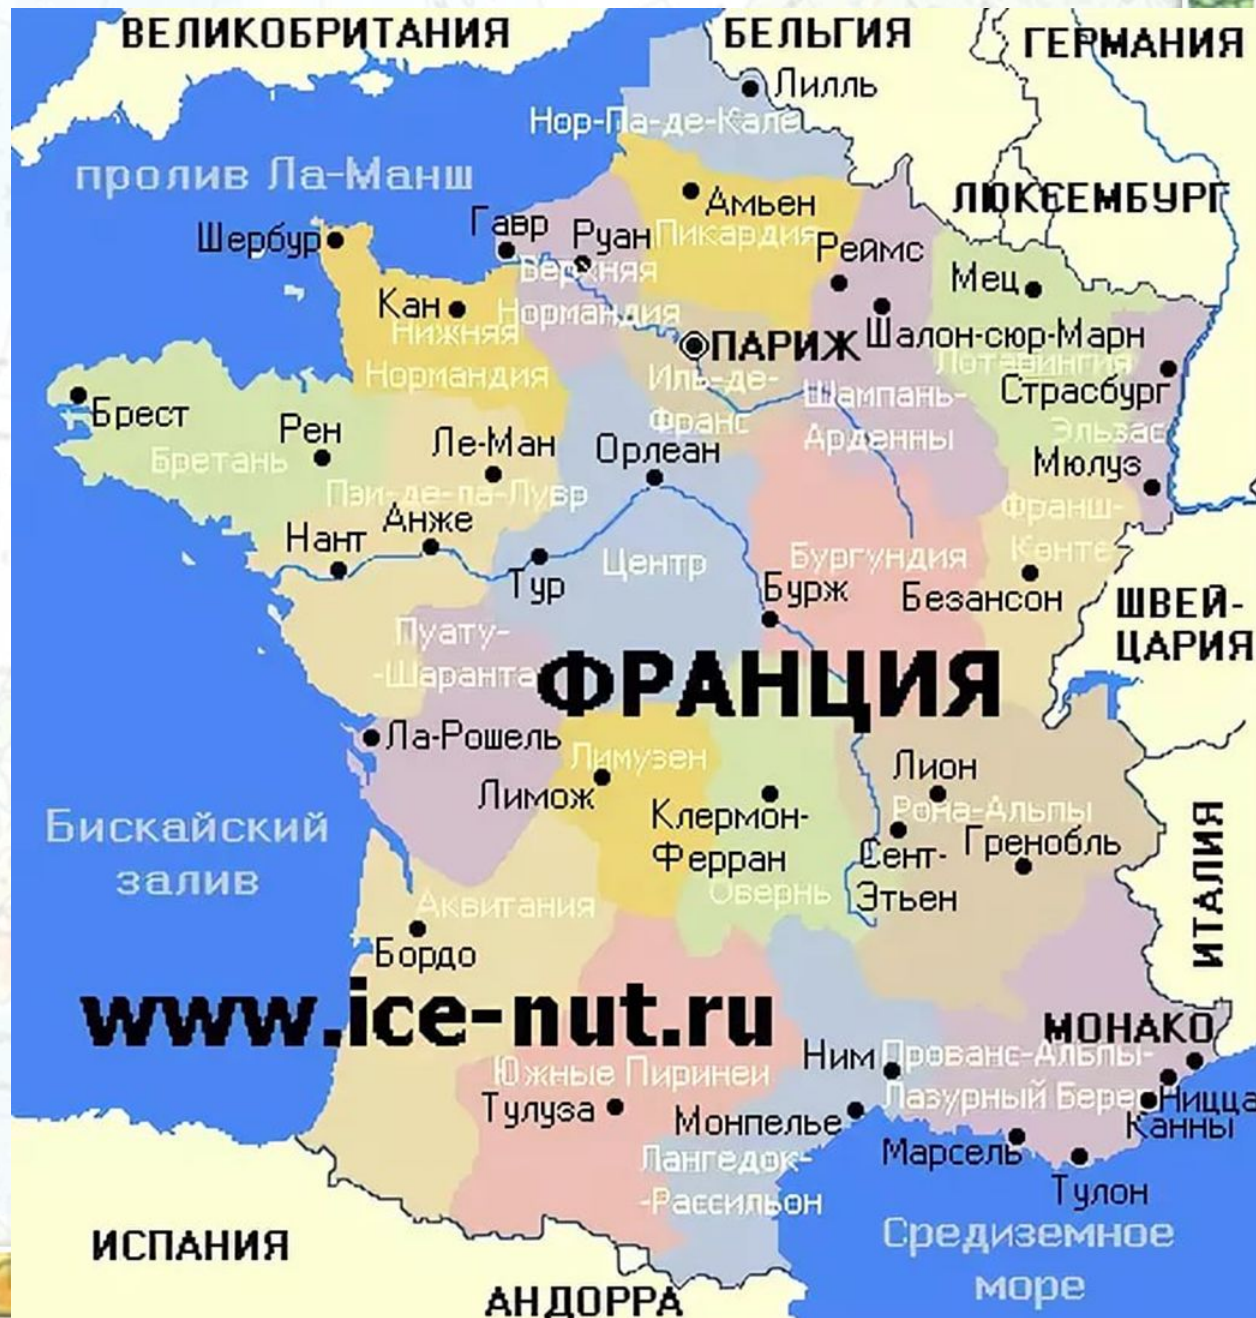 ВЕЛИКОБРИТАНИЯ
БЕЛЬГИЯ
ГЕРМАНИЯ
Лилль
Нор-Па-де-Кале
пролив Ла-Манш
ЛЮКСЕМБУРГ
Амьен
Шербур
Гавр
Руан
Пикардия
Реймс
Верхняя
Нормандия
Мец
Кан
Нижняя
Нормандия
ПАРИЖ
Шалон-сюр-Марн
Лотарингия
Иль-де-
Франс
Шампань-
Арденны
Страсбург
Эльзас
Брест
Рен
Бретань
Ле-Ман
Орлеан
Мюлуз
Пэи-де-ла-Лувр
Франш-
Конте
Нант
Анже
Тур
Центр
Бургундия
Бурж
Безансон
ШВЕЙ-
ЦАРИЯ
Пуату-
-Шаранта
ФРАНЦИЯ
Ла-Рошель
Лимузен
Лимож
Клермон-
Ферран
Овернь
Лион
Рона-Альпы
Сент-
Этьен
Гренобль
ИТАЛИЯ
Бискайский
залив
Аквитания
Бордо
www.ice-nut.ru
МОНАКО
Ним
Прованс-Альпы-
Лазурный Берег
Южные Пиринеи
Тулуза
Монпелье
Ницца
Канны
Марсель
Лангедок-
-Рассильон
Тулон
Средиземное
море
ИСПАНИЯ
АНДОРРА